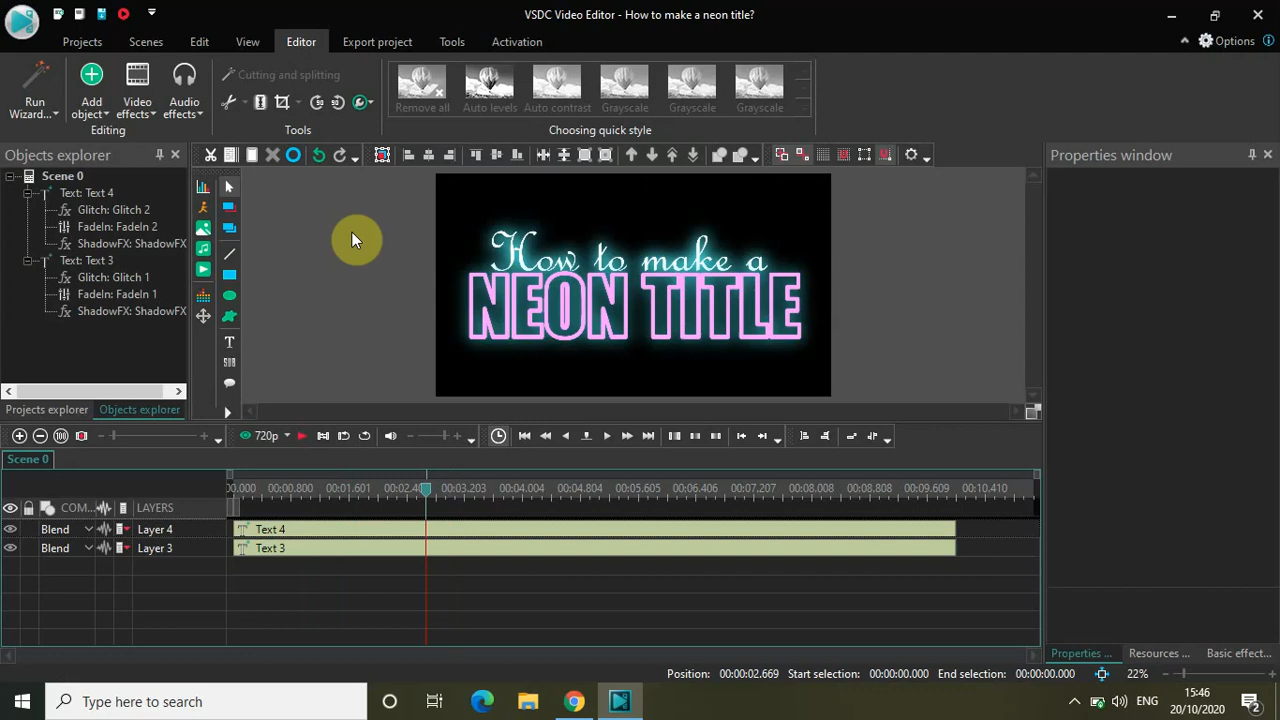 VSDC Video Editor - How to make a neon title?
Projects
Scenes
Edit
View
Editor
Export project
Tools
Activation
Options
Run
Wizard...
Add
object
Video
effects
Audio
effects
Editing
Cutting and splitting
Tools
Remove all
Auto levels
Auto contrast
Grayscale
Grayscale
Grayscale
Choosing quick style
Objects explorer
Scene 0
Text: Text 4
Glitch: Glitch 2
FadeIn: FadeIn 2
ShadowFX: ShadowFX
Text: Text 3
Glitch: Glitch 1
FadeIn: FadeIn 1
ShadowFX: ShadowFX
Projects explorer
Objects explorer
How to make a
NEON TITLE
Properties window
720p
Scene 0
00:00.800
00:01.601
00:03.203
00:04.004
00:04.804
00:05.605
00:06.406
00:07.207
00:08.008
00:08.808
00:09.609
00:10.410
COM...
LAYERS
Blend
Layer 4
Text 4
Blend
Layer 3
Text 3
Properties ...
Resources ...
Basic effect...
Position: 00:00:02.669
Start selection: 00:00:00.000
End selection: 00:00:00.000
22%
Type here to search
ENG
15:46
20/10/2020
2